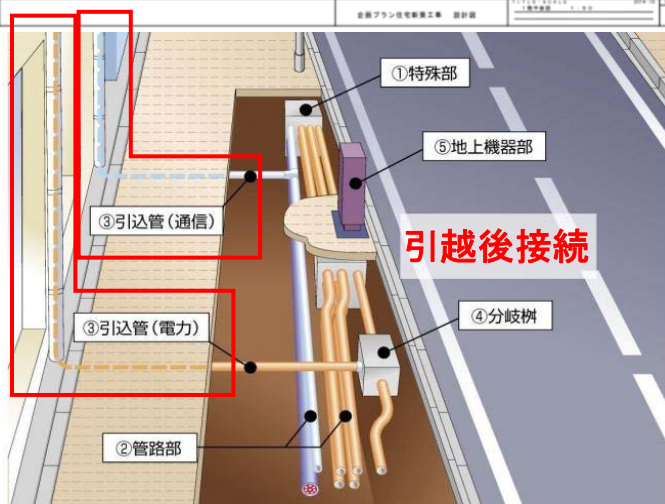 企画プラン住宅新築工事 設計図
①特殊部
⑤地上機器部
③引込管(通信)
引越後接続
④分岐桝
③引込管(電力)
②管路部